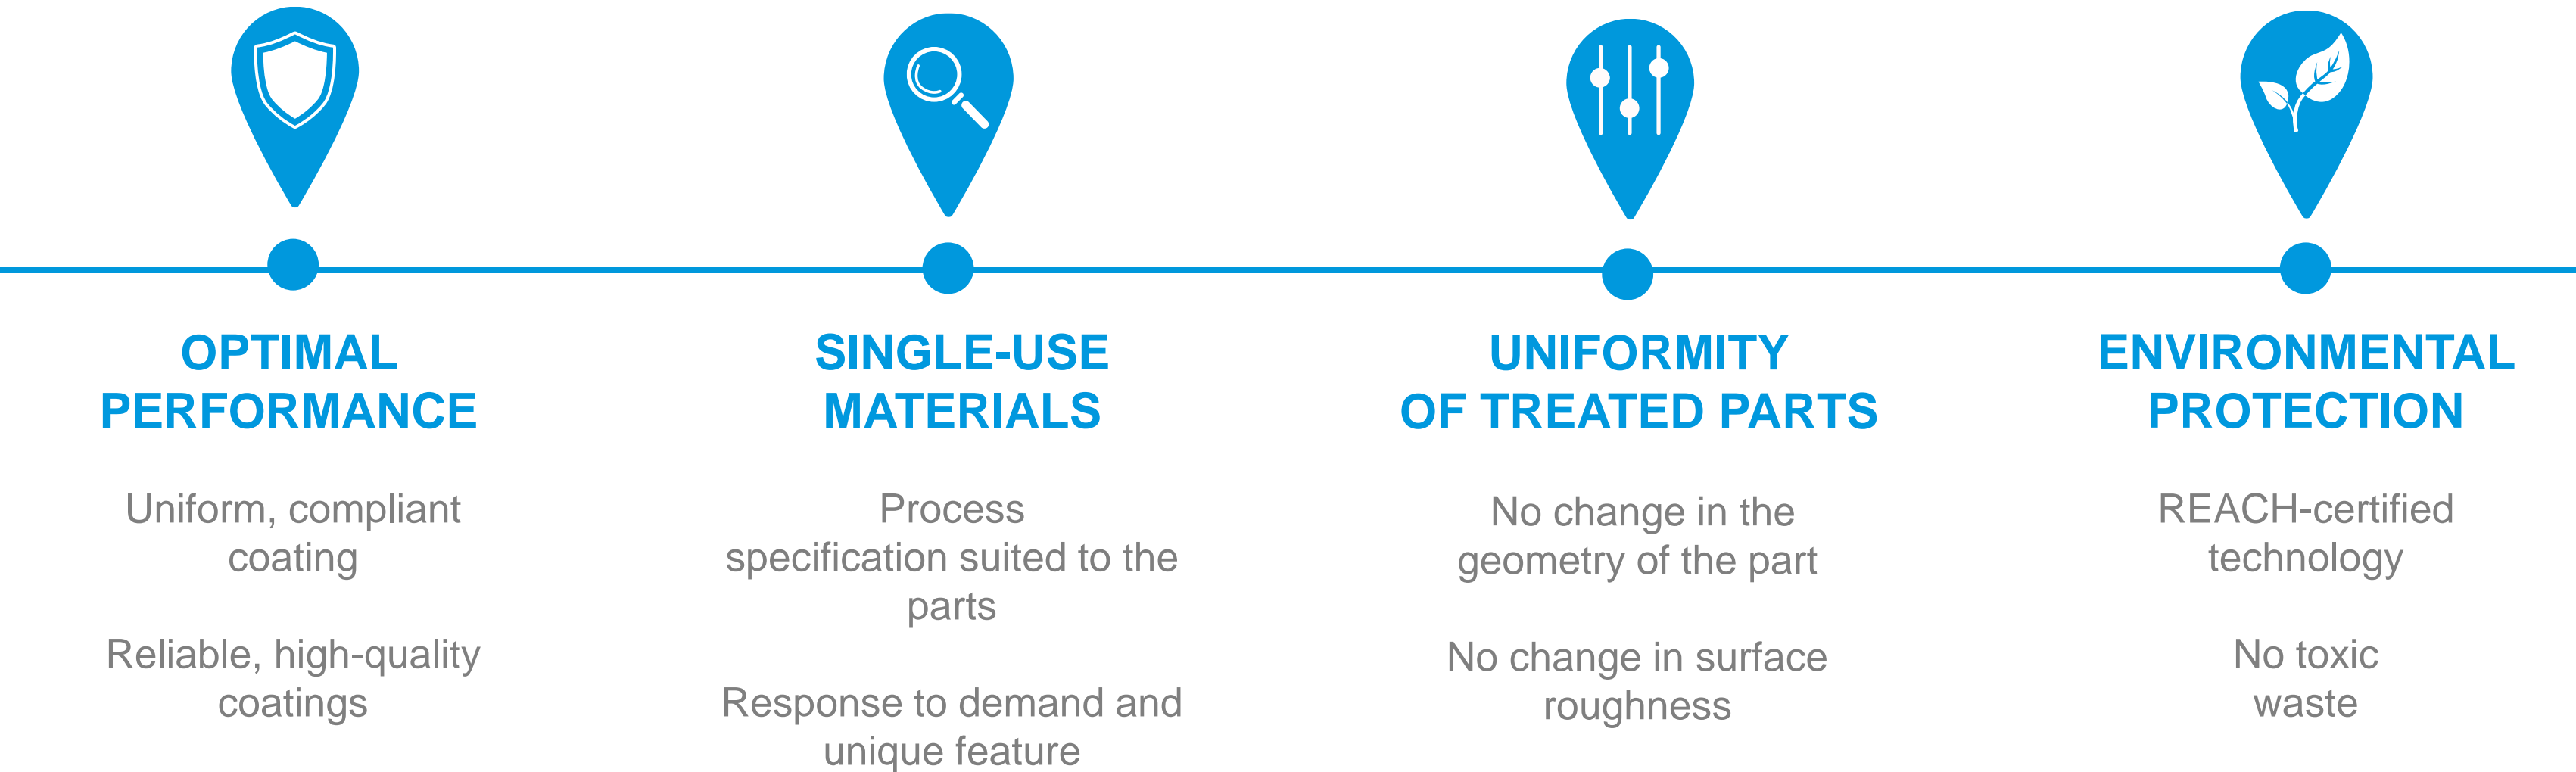 OPTIMAL
PERFORMANCE
Uniform, compliant
coating
Reliable, high-quality
coatings
SINGLE-USE
MATERIALS
Process
specification suited to the
parts
Response to demand and
unique feature
UNIFORMITY
OF TREATED PARTS
No change in the
geometry of the part
No change in surface
roughness
ENVIRONMENTAL
PROTECTION
REACH-certified
technology
No toxic
waste